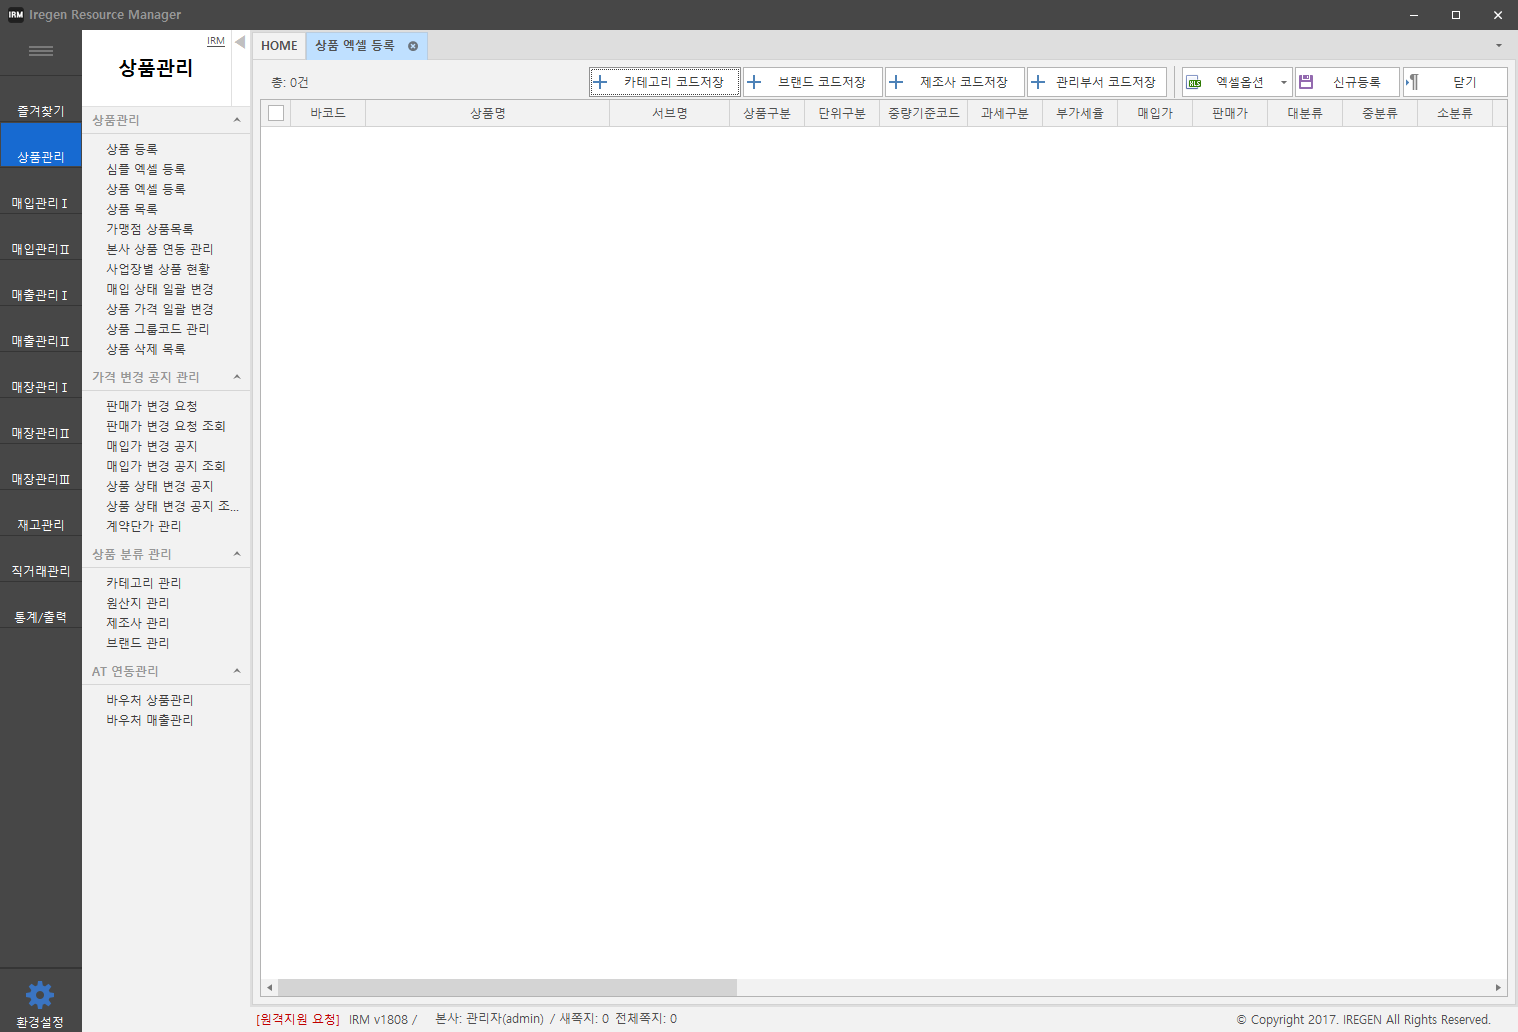 IRM Iregen Resource Manager
즐겨찾기
상품관리
매입관리Ⅰ
매입관리Ⅱ
매출관리Ⅰ
매출관리Ⅱ
매장관리Ⅰ
매장관리Ⅱ
매장관리Ⅲ
재고관리
직거래관리
통계/출력
환경설정
IRM
상품관리
상품관리
상품 등록
심플 엑셀 등록
상품 엑셀 등록
상품 목록
가맹점 상품목록
본사 상품 연동 관리
사업장별 상품 현황
매입 상태 일괄 변경
상품 가격 일괄 변경
상품 그룹코드 관리
상품 삭제 목록
가격 변경 공지 관리
판매가 변경 요청
판매가 변경 요청 조회
매입가 변경 공지
매입가 변경 공지 조회
상품 상태 변경 공지
상품 상태 변경 공지 조...
계약단가 관리
상품 분류 관리
카테고리 관리
원산지 관리
제조사 관리
브랜드 관리
AT 연동관리
바우처 상품관리
바우처 매출관리
HOME 상품 엑셀 등록
총: 0건 카테고리 코드저장 브랜드 코드저장 제조사 코드저장 관리부서 코드저장 XLS 엑셀옵션 신규등록 닫기
바코드 상품명 서브명 상품구분 단위구분 중량기준코드 과세구분 부가세율 매입가 판매가 대분류 중분류 소분류
[원격지원 요청] IRM v1808 / 본사: 관리자(admin) / 새쪽지: 0 전체쪽지: 0 © Copyright 2017. IREGEN All Rights Reserved.